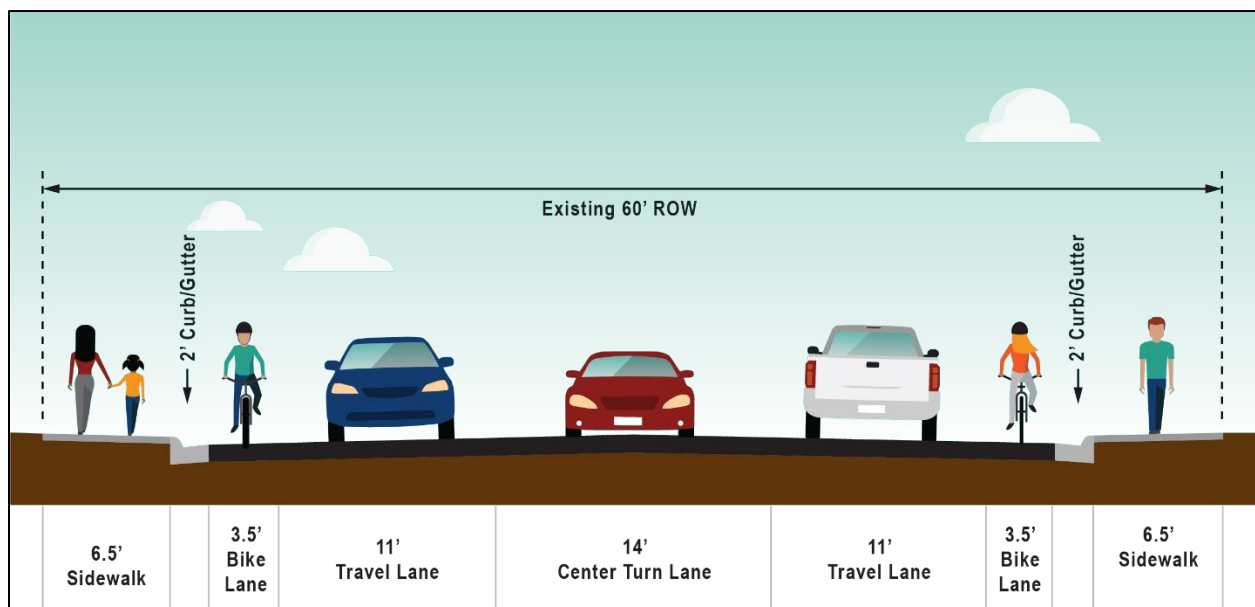 Existing 60' ROW
2' Curb/Gutter
2' Curb/Gutter
6.5'
Sidewalk
3.5'
Bike
Lane
11'
Travel Lane
14'
Center Turn Lane
11'
Travel Lane
3.5'
Bike
Lane
6.5'
Sidewalk